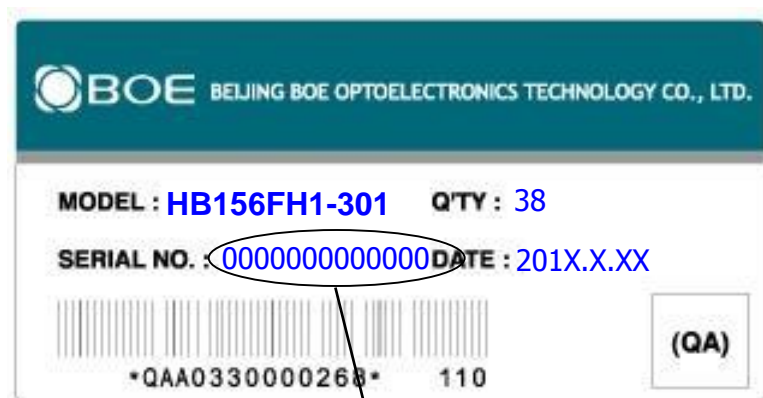 BOE BEIJING BOE OPTOELECTRONICS TECHNOLOGY CO., LTD.
MODEL : HB156FH1-301 Q'TY : 38
SERIAL NO. : 0000000000000 DATE : 201X.X.XX
(QA)
*QAA0330000268* 110